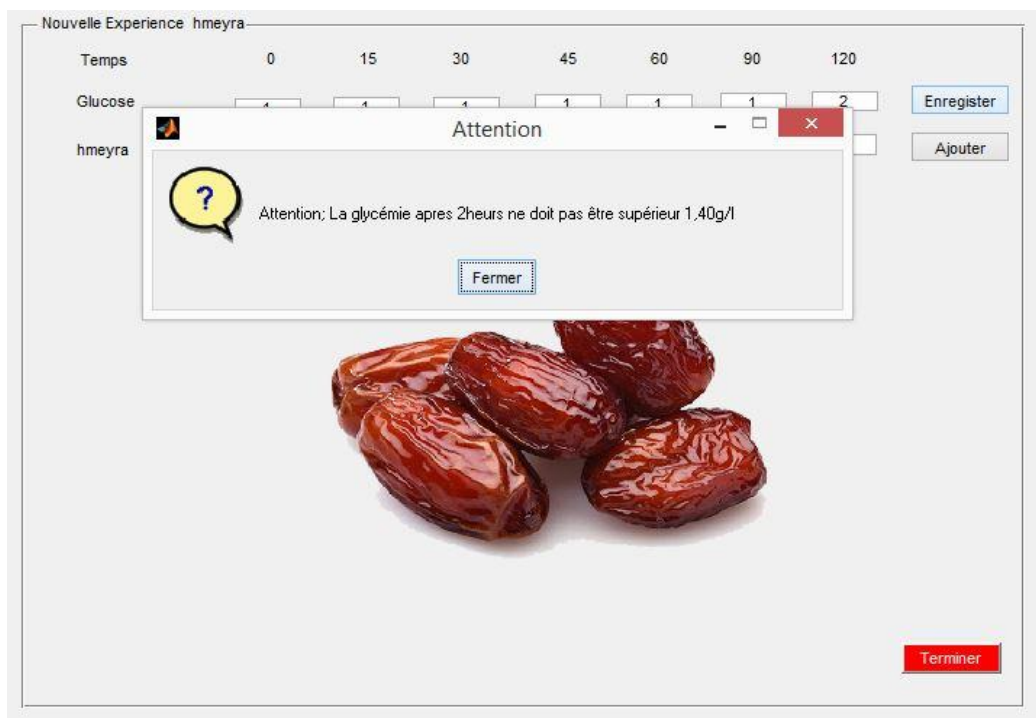 Nouvelle Experience hmeyra
Temps 0 15 30 45 60 90 120
Glucose 1 1 1 1 1 1 2 Enregister
Attention
hmeyra Ajouter
?
Attention; La glycémie apres 2heurs ne doit pas être supérieur 1,40g/l
Fermer
Terminer